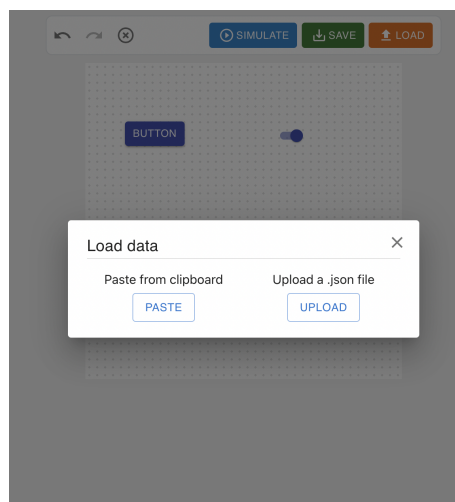 SIMULATE SAVE LOAD
BUTTON
Load data
Paste from clipboard Upload a .json file
PASTE UPLOAD